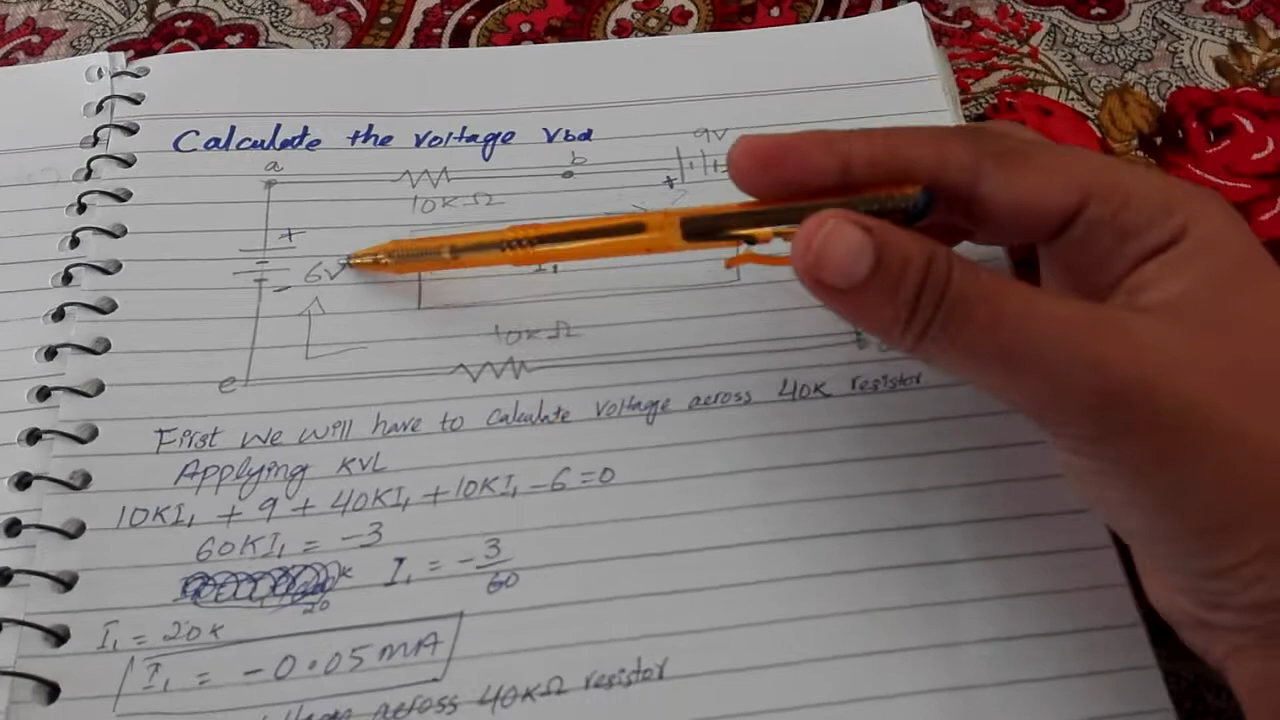 Calculate the voltage Vbd
9V
a
b
+
10KΩ
+
6V
I₁
-
10KΩ
e
First we will have to calculate voltage across 40K resistor
Applying KVL
10KI₁ + 9 + 40KI₁ + 10KI₁ - 6 = 0
60KI₁ = -3
I₁ = - 3/60
20
I₁ = 20K
I₁ = -0.05mA
across 40KΩ resistor